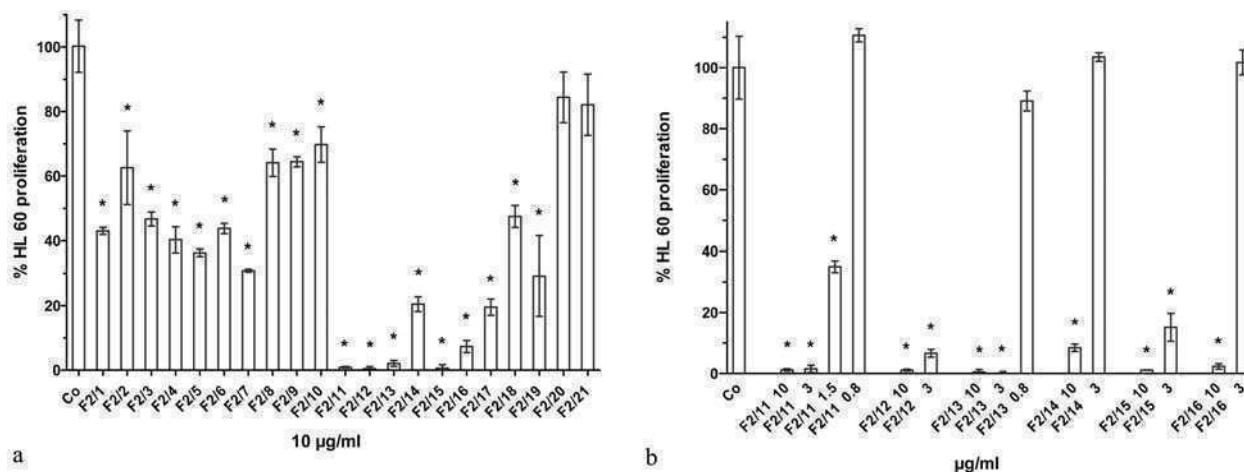 % HL 60 proliferation
100
80
60
40
20
0
* * * * * * * * * * * * * * * * * * *
Co F2/1 F2/2 F2/3 F2/4 F2/5 F2/6 F2/7 F2/8 F2/9 F2/10 F2/11 F2/12 F2/13 F2/14 F2/15 F2/16 F2/17 F2/18 F2/19 F2/20 F2/21
10 µg/ml
a
% HL 60 proliferation
100
80
60
40
20
0
* * * * * * * * * * *
Co F2/11 10 F2/11 3 F2/11 1.5 F2/11 0.8 F2/12 10 F2/12 3 F2/13 10 F2/13 3 F2/13 0.8 F2/14 10 F2/14 3 F2/15 10 F2/15 3 F2/16 10 F2/16 3
µg/ml
b